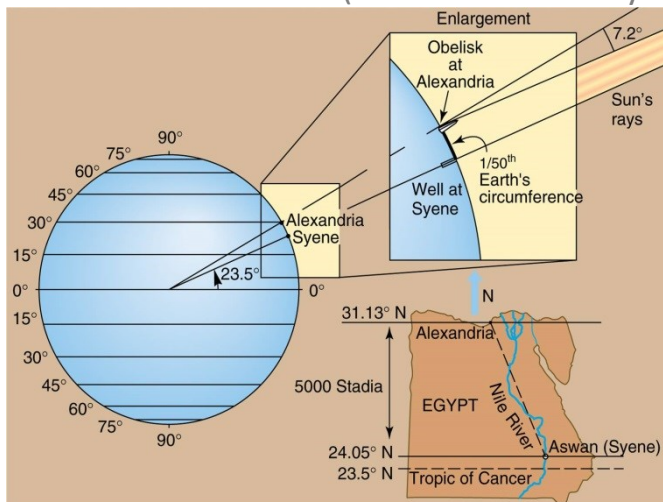 Enlargement
7.2°
Obelisk
at
Alexandria
Sun's
rays
1/50th
Earth's
circumference
Well at
Syene
90°
75°
60°
45°
30°
15°
0°
15°
30°
45°
60°
75°
90°
Alexandria
Syene
23.5°
0°
N
31.13° N
Alexandria
5000 Stadia
EGYPT
Nile River
24.05° N
Aswan (Syene)
23.5° N
Tropic of Cancer